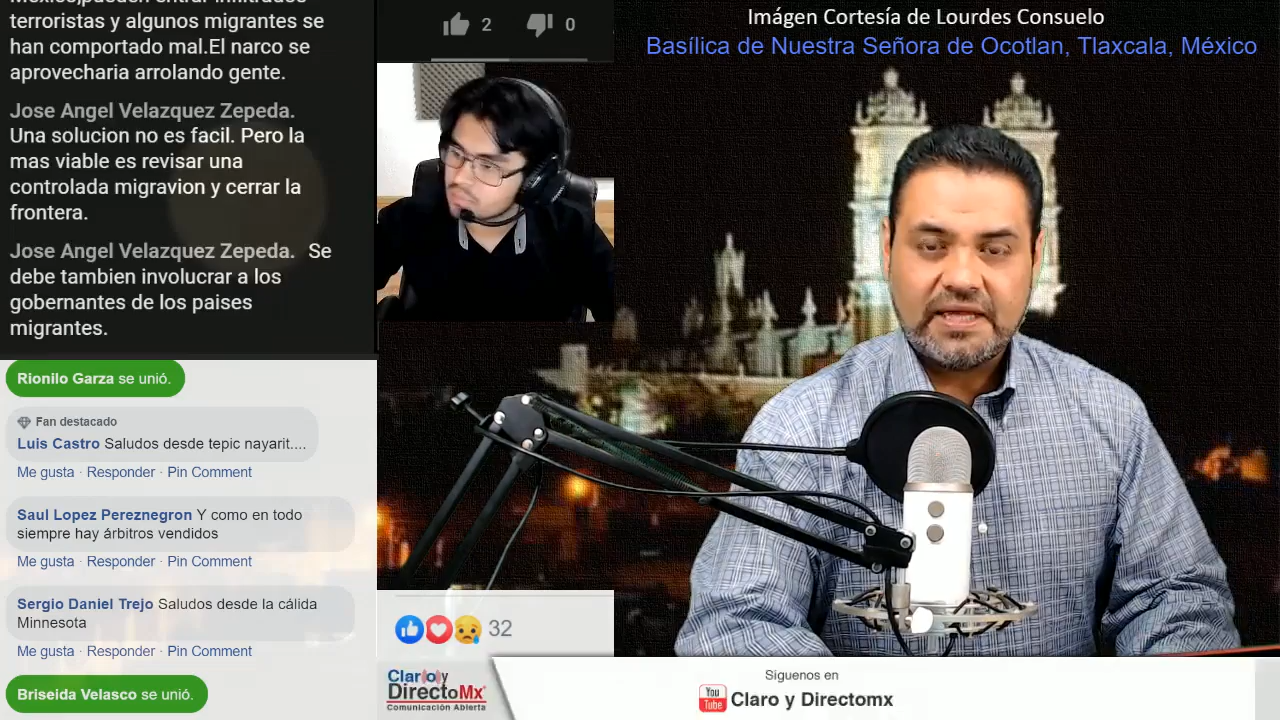 México,pueden entrar infiltrados
terroristas y algunos migrantes se
han comportado mal.El narco se
aprovecharia arrolando gente.
Jose Angel Velazquez Zepeda.
Una solucion no es facil. Pero la
mas viable es revisar una
controlada migravion y cerrar la
frontera.
Jose Angel Velazquez Zepeda. Se
debe tambien involucrar a los
gobernantes de los paises
migrantes.
Rionilo Garza se unió.
Fan destacado
Luis Castro Saludos desde tepic nayarit....
Me gusta · Responder · Pin Comment
Saul Lopez Pereznegron Y como en todo
siempre hay árbitros vendidos
Me gusta · Responder · Pin Comment
Sergio Daniel Trejo Saludos desde la cálida
Minnesota
Me gusta · Responder · Pin Comment
Briseida Velasco se unió.
2 0
32
Claro y
DirectoMx
Comunicación Abierta
Imágen Cortesía de Lourdes Consuelo
Basílica de Nuestra Señora de Ocotlan, Tlaxcala, México
Siguenos en
You
Tube
Claro y Directomx